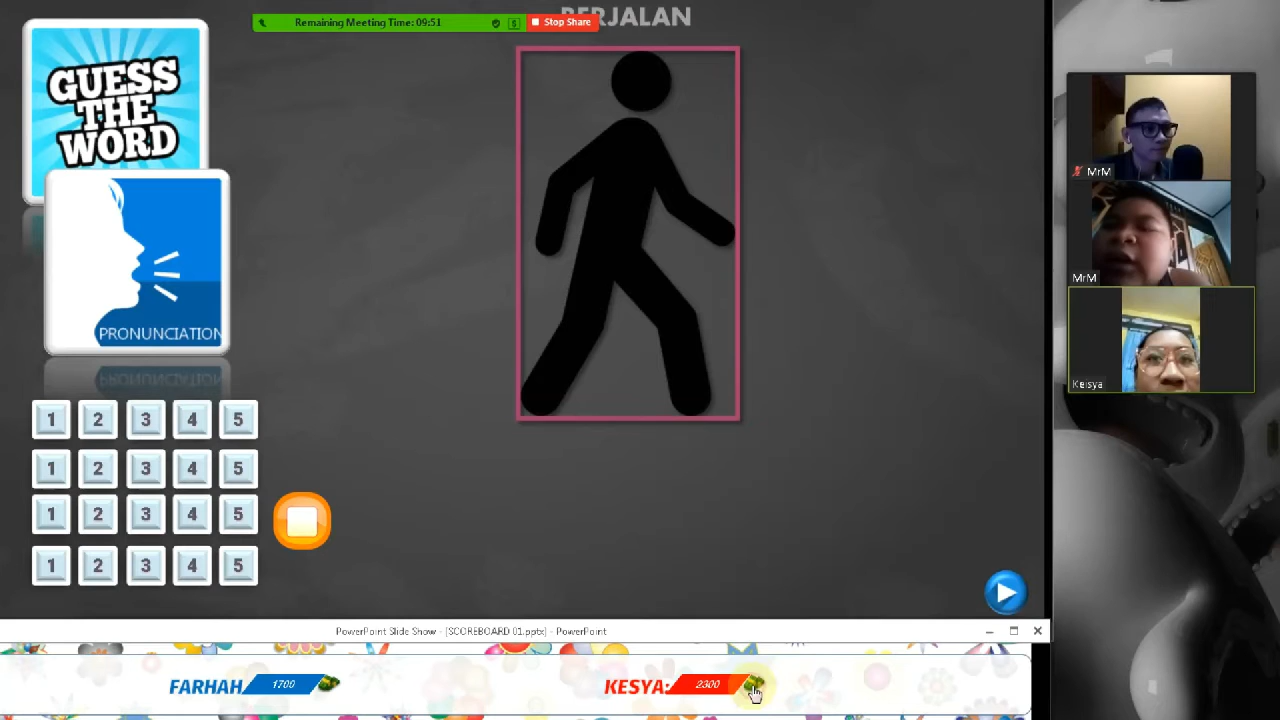 BERJALAN
Remaining Meeting Time: 09:51
Stop Share
GUESS
THE
WORD
PRONUNCIATION
1 2 3 4 5
1 2 3 4 5
1 2 3 4 5
1 2 3 4 5
MrM
MrM
Keisya
PowerPoint Slide Show - [SCOREBOARD 01.pptx] - PowerPoint
FARHAH 1700
KESYA: 2300